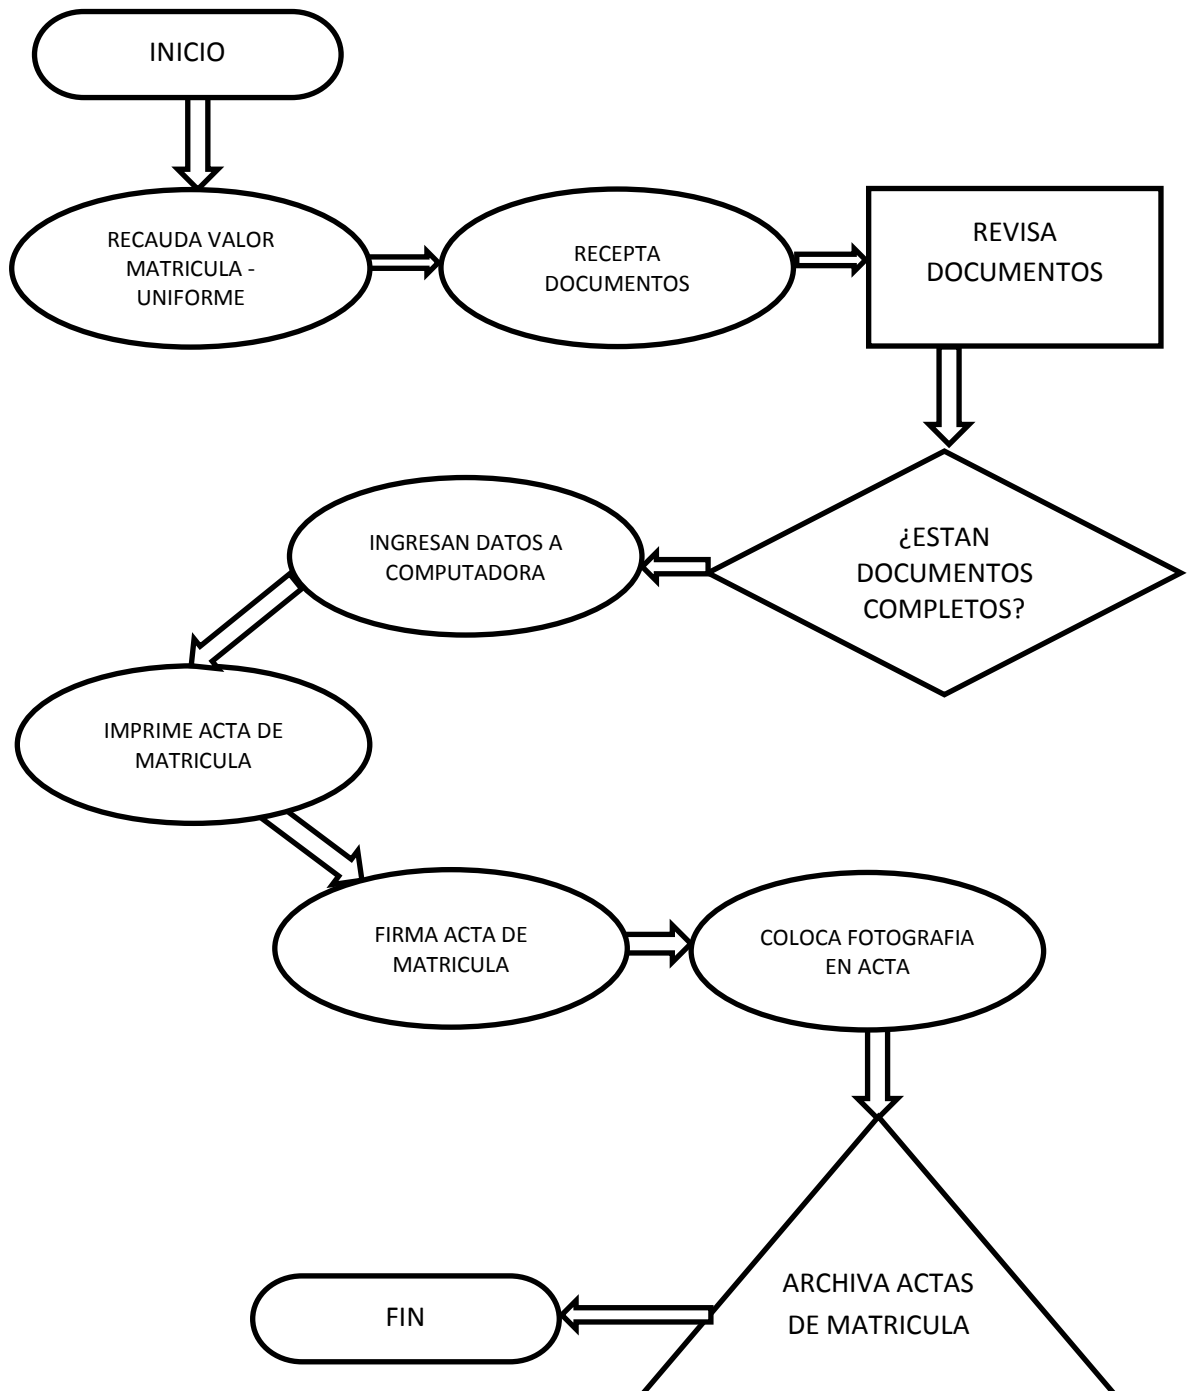 INICIO
RECAUDA VALOR
MATRICULA -
UNIFORME
RECEPTA
DOCUMENTOS
REVISA
DOCUMENTOS
¿ESTAN
DOCUMENTOS
COMPLETOS?
INGRESAN DATOS A
COMPUTADORA
IMPRIME ACTA DE
MATRICULA
FIRMA ACTA DE
MATRICULA
COLOCA FOTOGRAFIA
EN ACTA
ARCHIVA ACTAS
DE MATRICULA
FIN